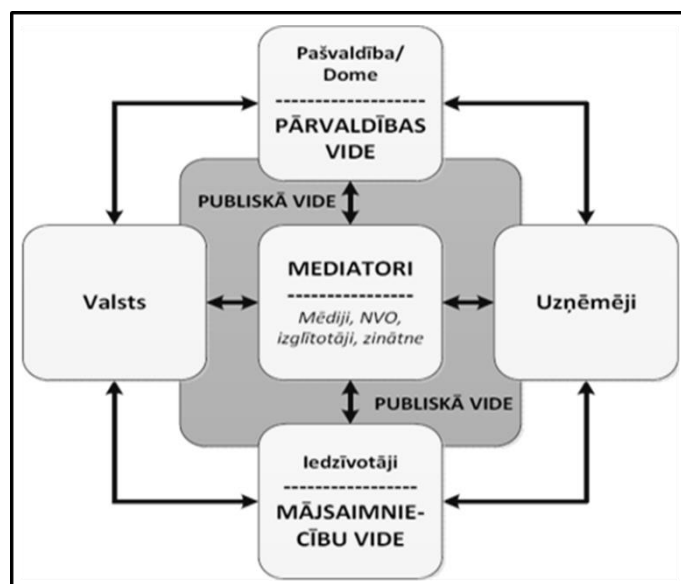 Pašvaldība/
Dome
--------------------
PĀRVALDĪBAS
VIDE
PUBLISKĀ VIDE
Valsts
MEDIATORI
----------------
Mēdiji, NVO,
izglītotāji, zinātne
Uzņēmēji
PUBLISKĀ VIDE
Iedzīvotāji
--------------------
MĀJSAIMNIE-
CĪBU VIDE